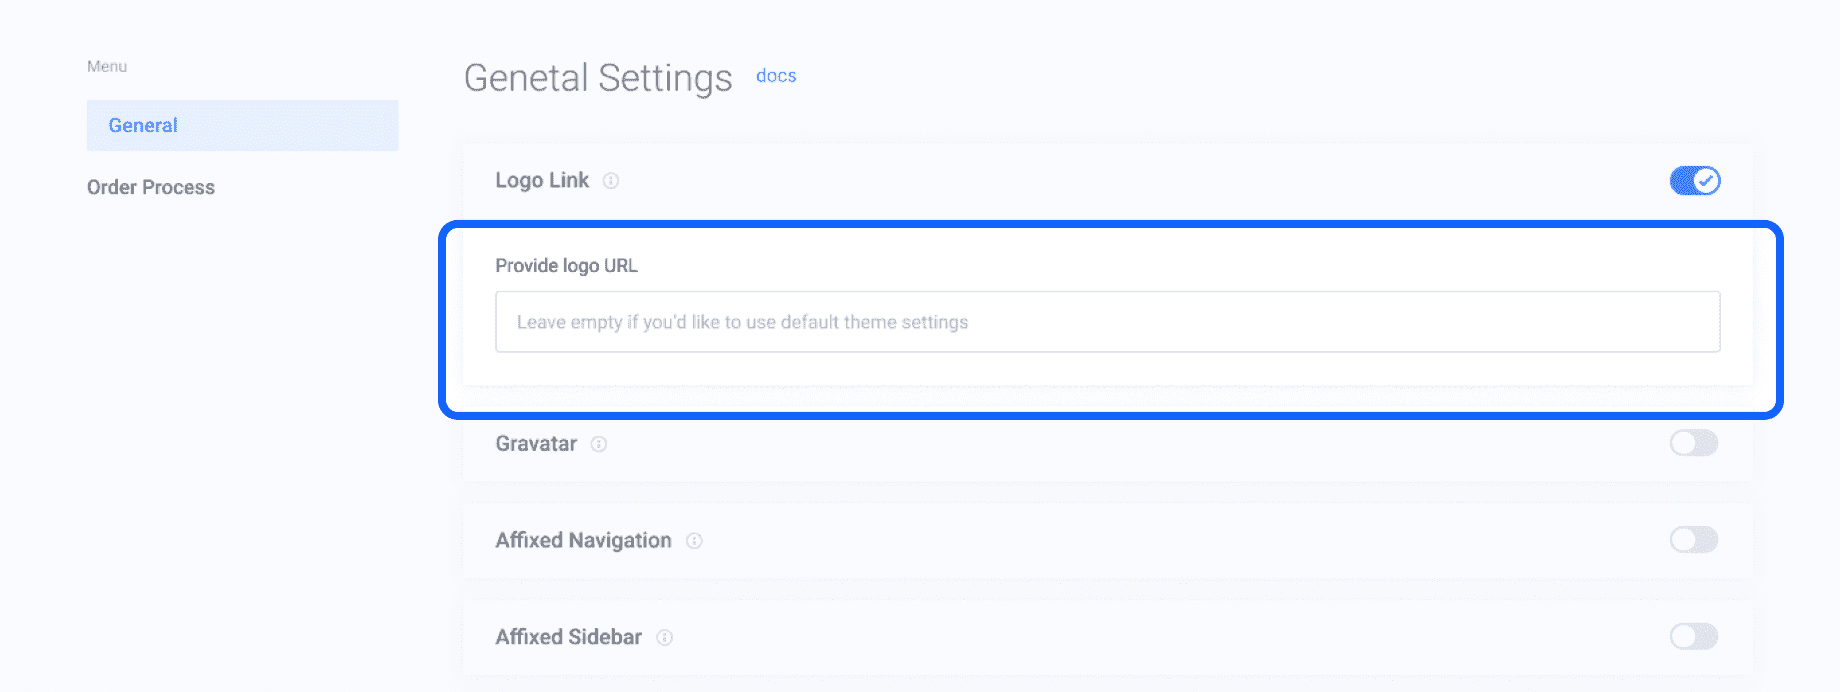 Menu
General
Order Process
Genetal Settings docs
Logo Link
Provide logo URL
Leave empty if you'd like to use default theme settings
Gravatar
Affixed Navigation
Affixed Sidebar